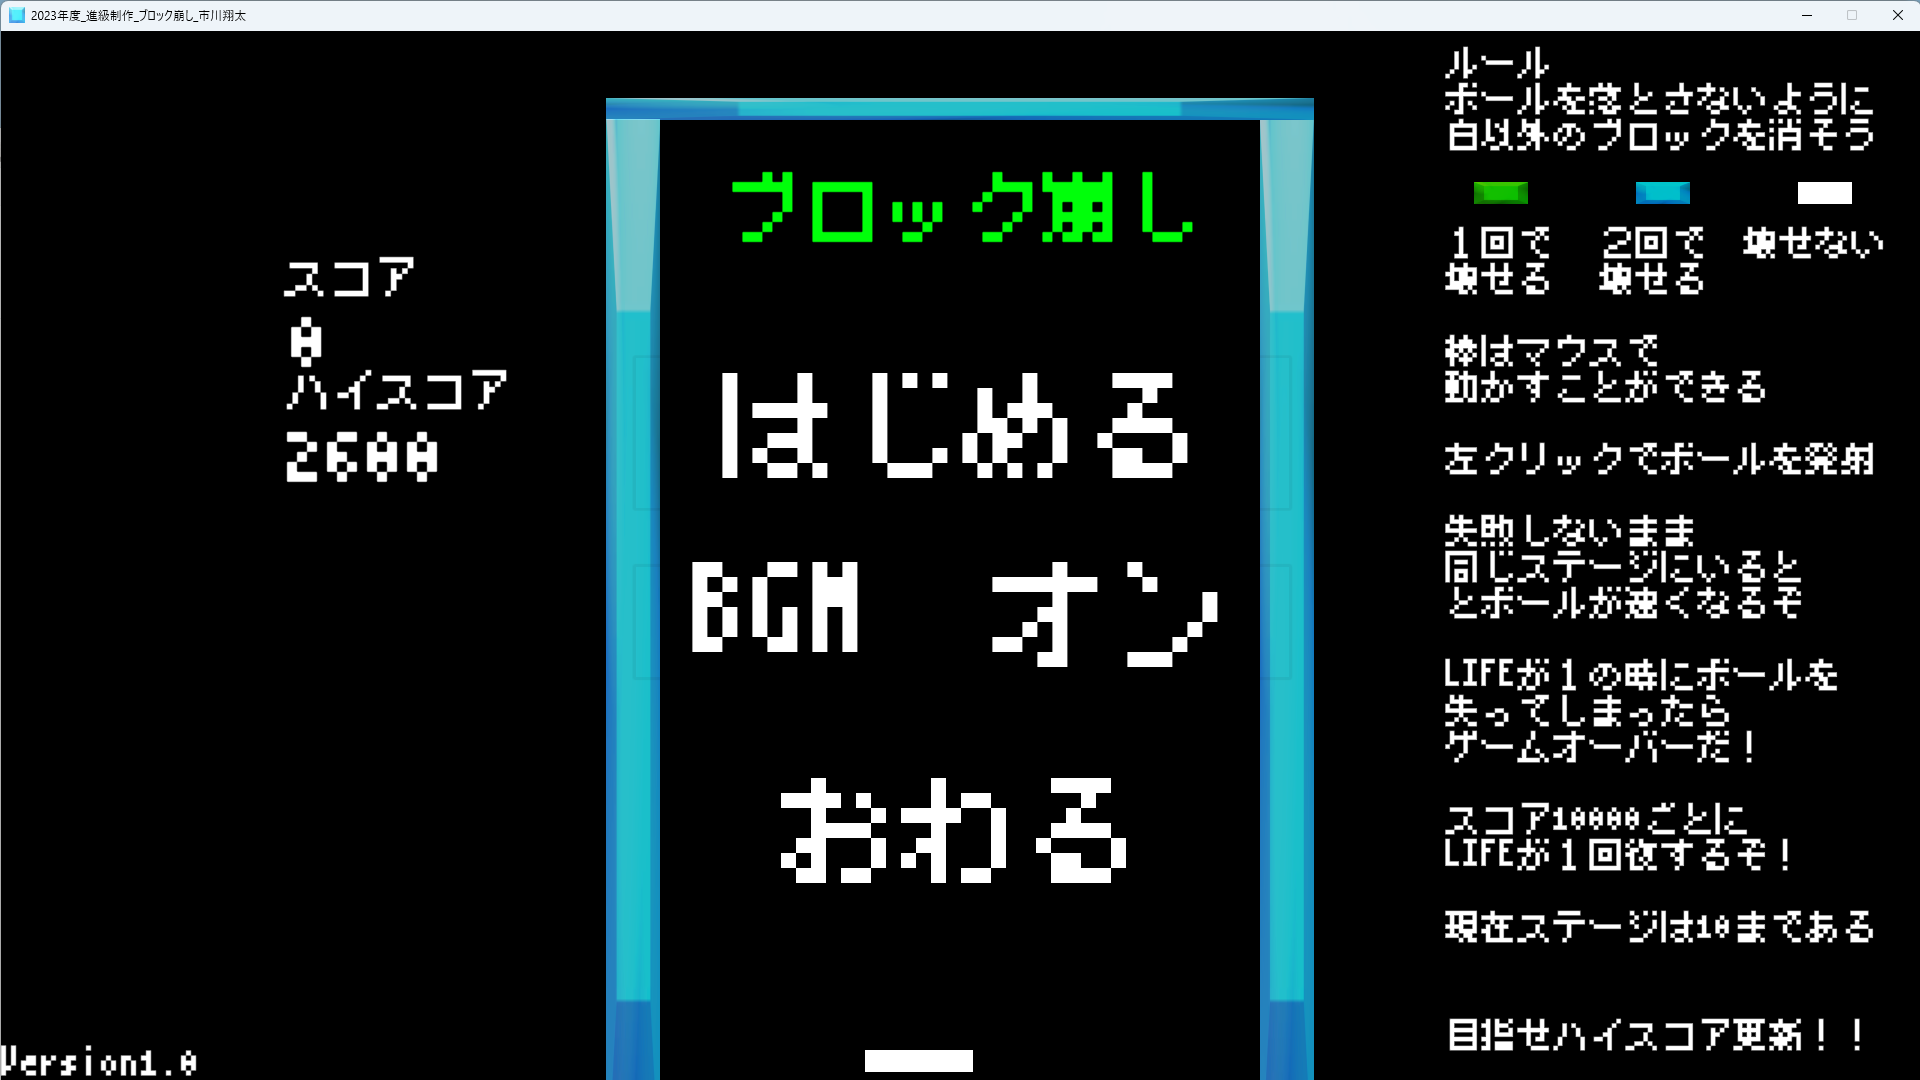 2023年度_進級制作_ブロック崩し_市川翔太
スコア
0
ハイスコア
2600
ブロック崩し
はじめる
BGM　オン
おわる
Version1.0
ルール
ボールを落とさないように
白以外のブロックを消そう
１回で　２回で　壊せない
壊せる　壊せる
棒はマウスで
動かすことができる
左クリックでボールを発射
失敗しないまま
同じステージにいると
とボールが速くなるぞ
LIFEが１の時にボールを
失ってしまったら
ゲームオーバーだ！
スコア10000ごとに
LIFEが１回復するぞ！
現在ステージは10まである
目指せハイスコア更新！！